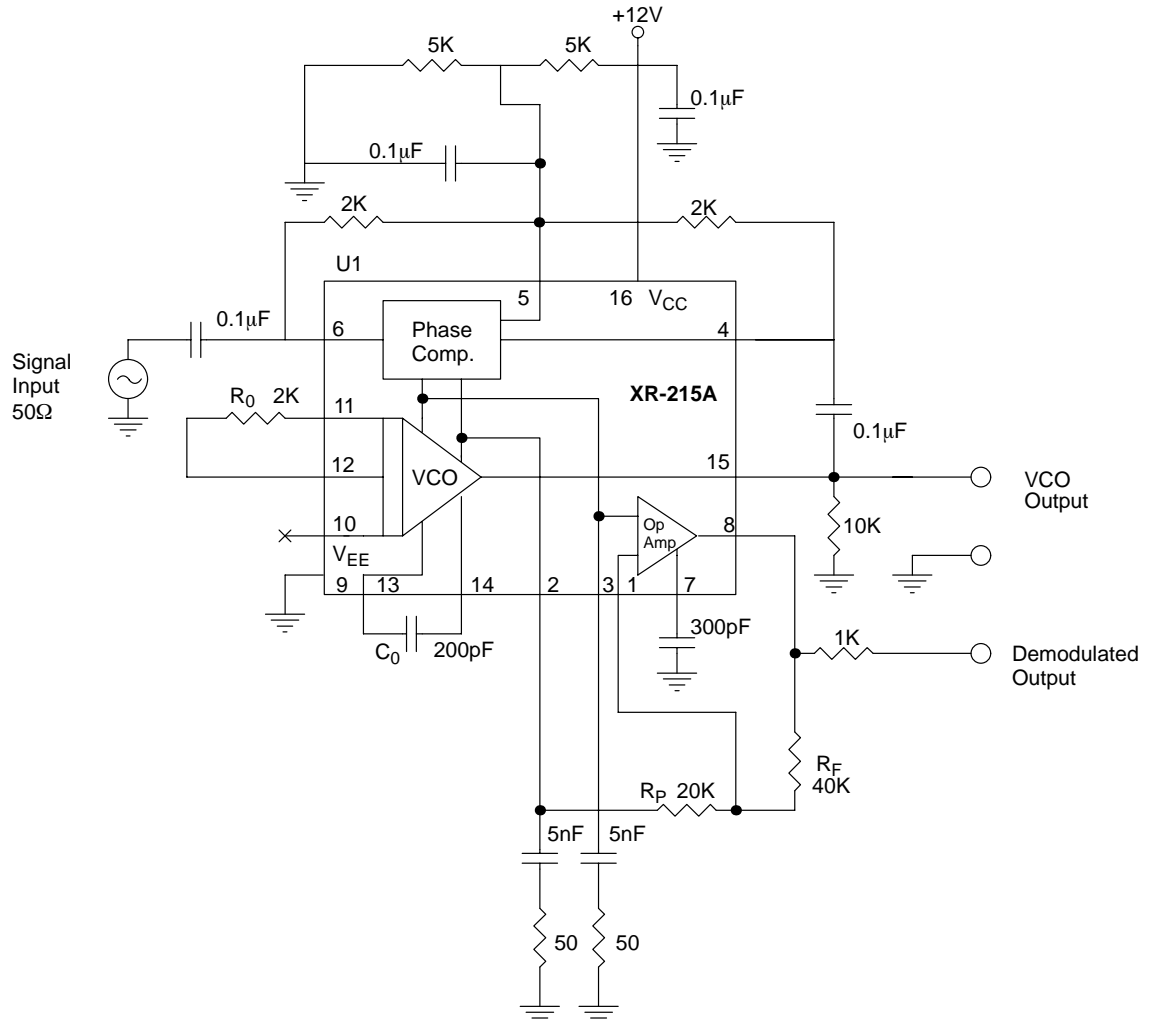 +12V
5K
5K
0.1μF
0.1μF
2K
2K
U1
5
16
VCC
0.1μF
6
Phase
Comp.
4
Signal
Input
50Ω
XR-215A
R0 2K
11
0.1μF
12
VCO
15
VCO
Output
10
Op
Amp
8
10K
VEE
9
13
14
2
3
1
7
C0
200pF
300pF
1K
Demodulated
Output
RF
40K
RP 20K
5nF
5nF
50
50